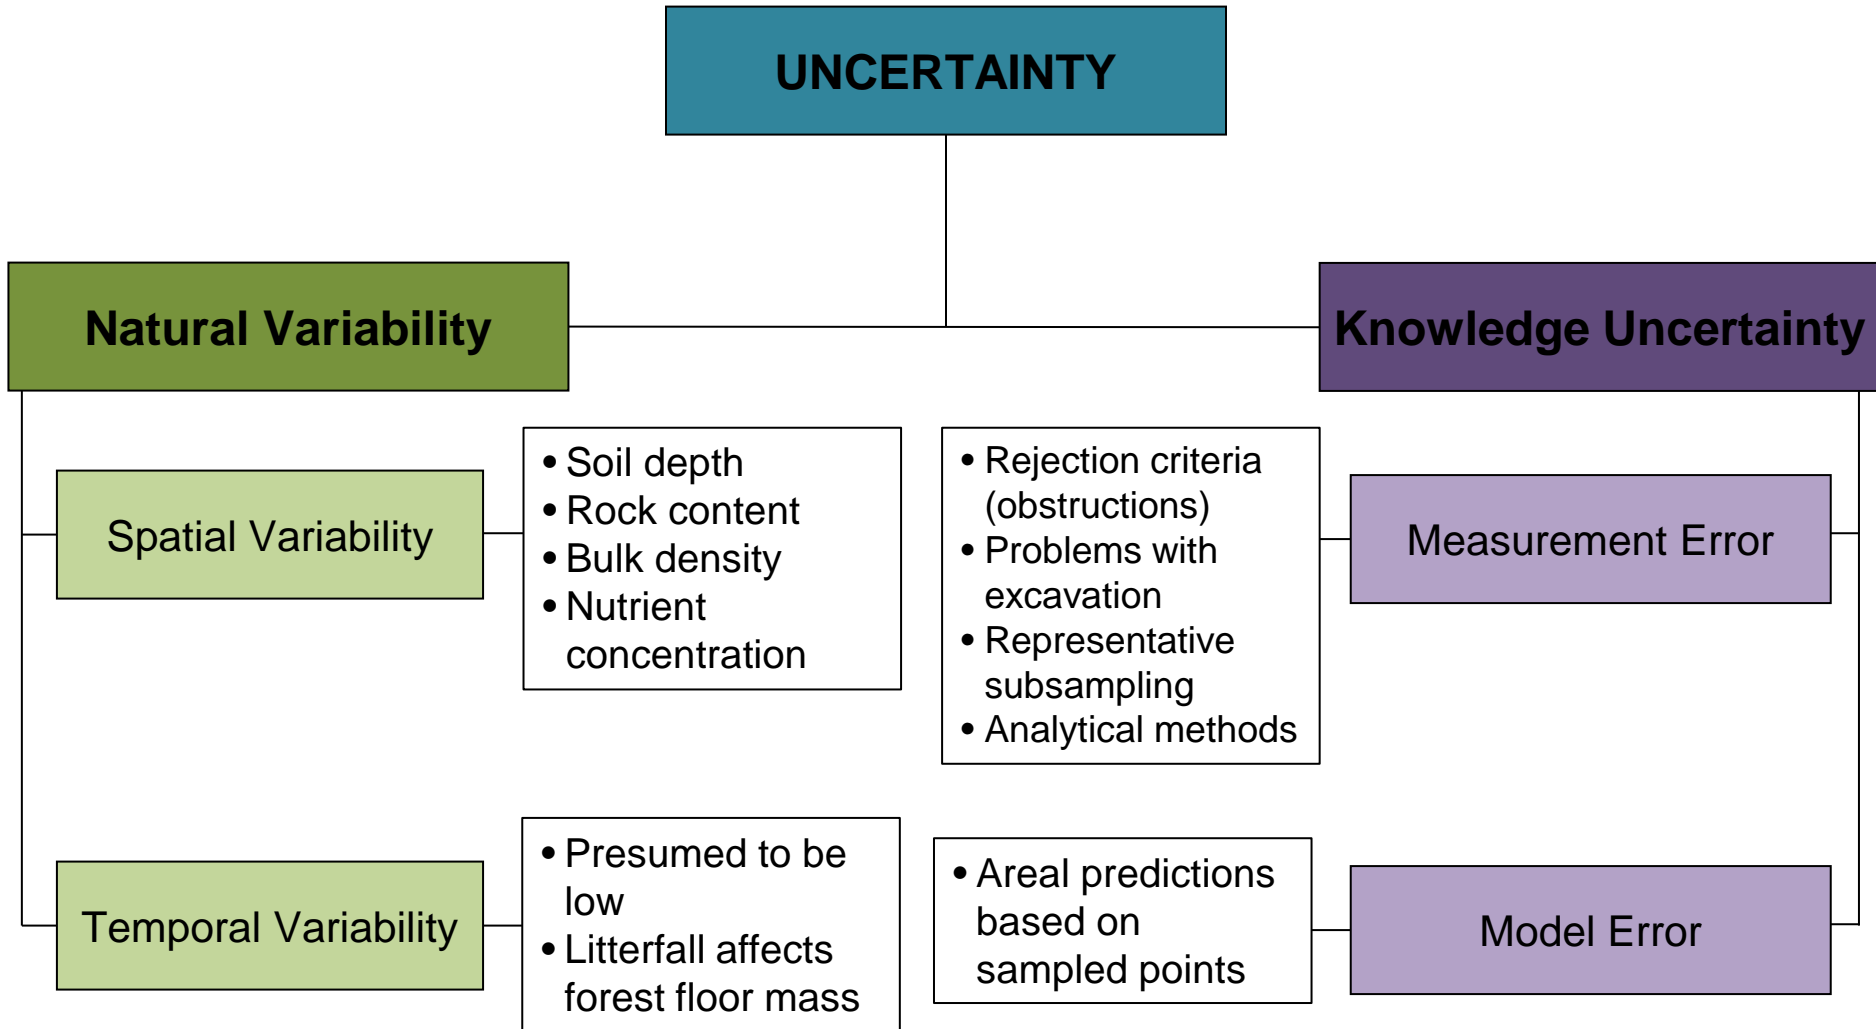 UNCERTAINTY
Natural Variability
Knowledge Uncertainty
Spatial Variability
• Soil depth
• Rock content
• Bulk density
• Nutrient
concentration
• Rejection criteria
(obstructions)
• Problems with
excavation
• Representative
subsampling
• Analytical methods
Measurement Error
Temporal Variability
• Presumed to be
low
• Litterfall affects
forest floor mass
• Areal predictions
based on
sampled points
Model Error